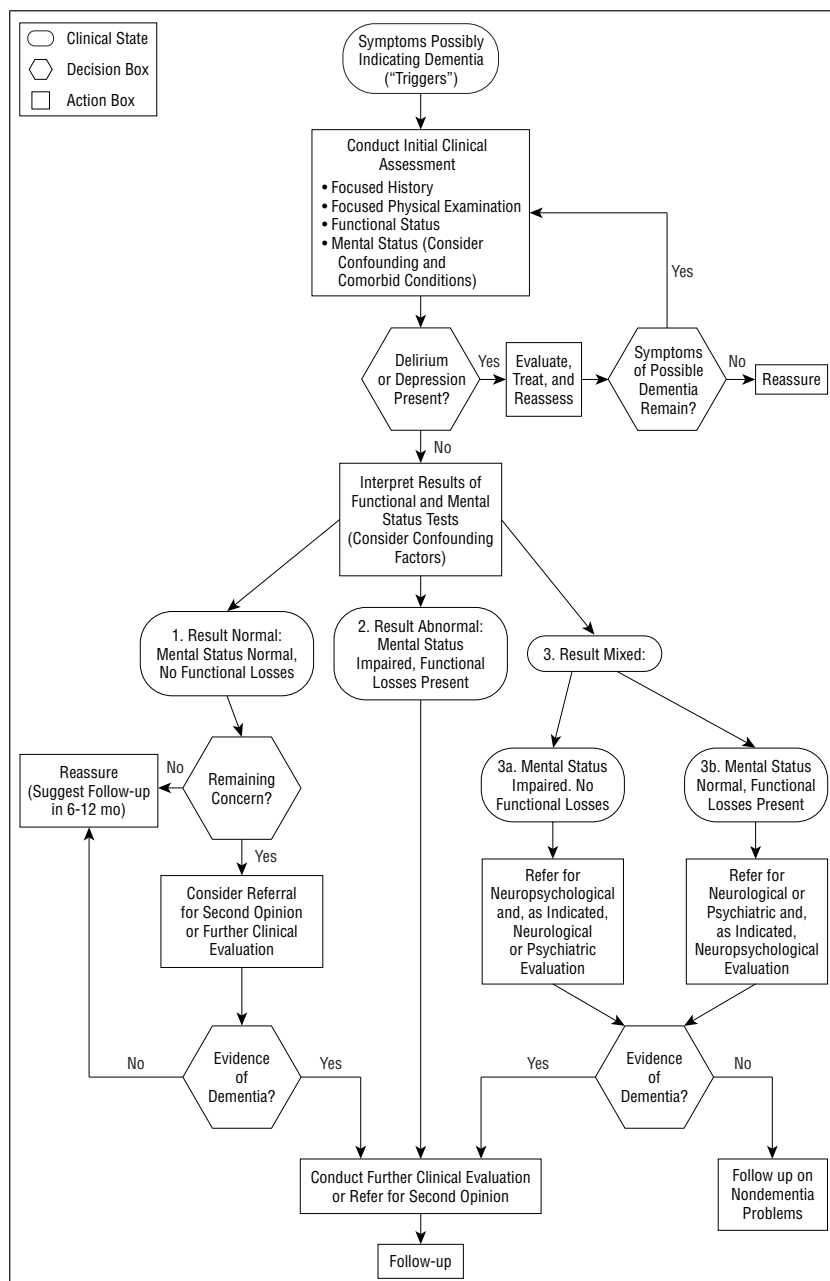 Clinical State
Decision Box
Action Box
Symptoms Possibly
Indicating Dementia
(“Triggers”)
Conduct Initial Clinical
Assessment
• Focused History
• Focused Physical Examination
• Functional Status
• Mental Status (Consider
Confounding and
Comorbid Conditions)
Yes
Delirium
or Depression
Present?
Yes
Evaluate,
Treat, and
Reassess
Symptoms
of Possible
Dementia
Remain?
No
Reassure
No
Interpret Results of
Functional and Mental
Status Tests
(Consider Confounding
Factors)
1. Result Normal:
Mental Status Normal,
No Functional Losses
2. Result Abnormal:
Mental Status
Impaired, Functional
Losses Present
3. Result Mixed:
Reassure
(Suggest Follow-up
in 6-12 mo)
No
Remaining
Concern?
3a. Mental Status
Impaired. No
Functional Losses
3b. Mental Status
Normal, Functional
Losses Present
Yes
Consider Referral
for Second Opinion
or Further Clinical
Evaluation
Refer for
Neuropsychological
and, as Indicated,
Neurological
or Psychiatric
Evaluation
Refer for
Neurological or
Psychiatric and,
as Indicated,
Neuropsychological
Evaluation
No
Evidence
of
Dementia?
Yes
Yes
Evidence
of
Dementia?
No
Conduct Further Clinical Evaluation
or Refer for Second Opinion
Follow up on
Nondementia
Problems
Follow-up